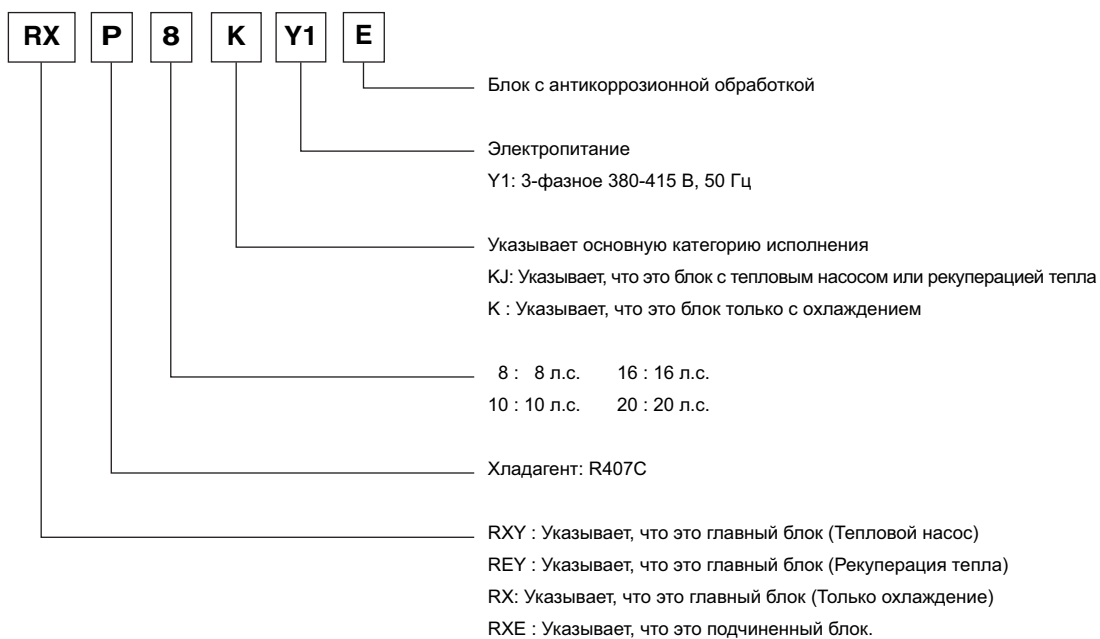 RX P 8 K Y1 E
Блок с антикоррозионной обработкой
Электропитание
Y1: 3-фазное 380-415 В, 50 Гц
Указывает основную категорию исполнения
KJ: Указывает, что это блок с тепловым насосом или рекуперацией тепла
K : Указывает, что это блок только с охлаждением
8 : 8 л.с. 16 : 16 л.с.
10 : 10 л.с. 20 : 20 л.с.
Хладагент: R407C
RXY : Указывает, что это главный блок (Тепловой насос)
REY : Указывает, что это главный блок (Рекуперация тепла)
RX: Указывает, что это главный блок (Только охлаждение)
RXE : Указывает, что это подчиненный блок.